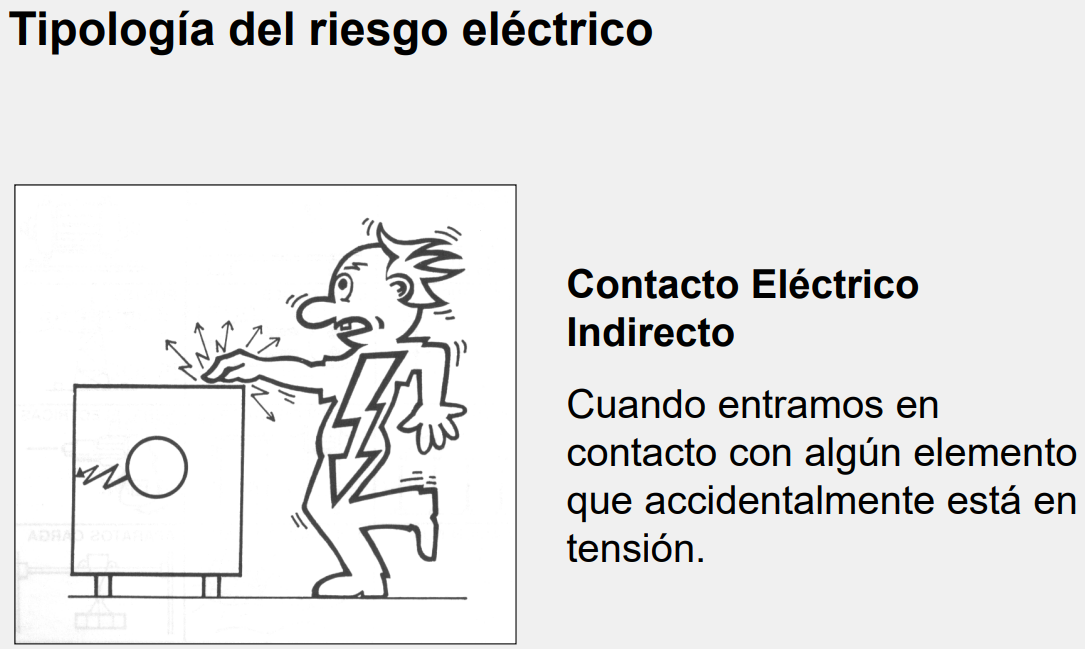 Tipología del riesgo eléctrico
Contacto Eléctrico
Indirecto
Cuando entramos en
contacto con algún elemento
que accidentalmente está en
tensión.